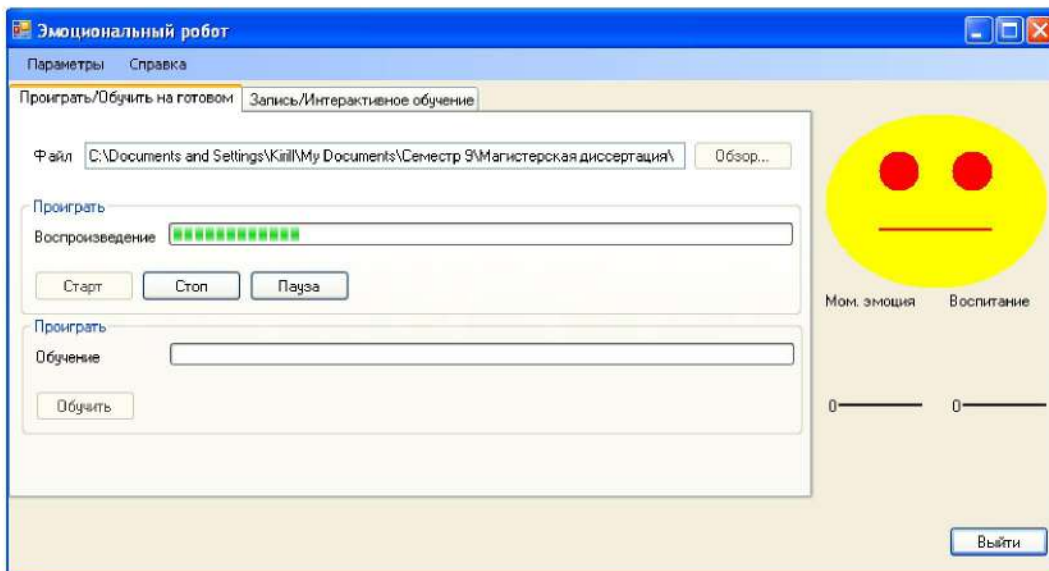 Эмоциональный робот
Параметры Справка
Проиграть/Обучить на готовом Запись/Интерактивное обучение
Файл C:\Documents and Settings\Kirill\My Documents\Семестр 9\Магистерская диссертация\ Обзор...
Проиграть
Воспроизведение
Старт Стоп Пауза
Мом. эмоция Воспитание
Проиграть
Обучение
Обучить
0 0
Выйти